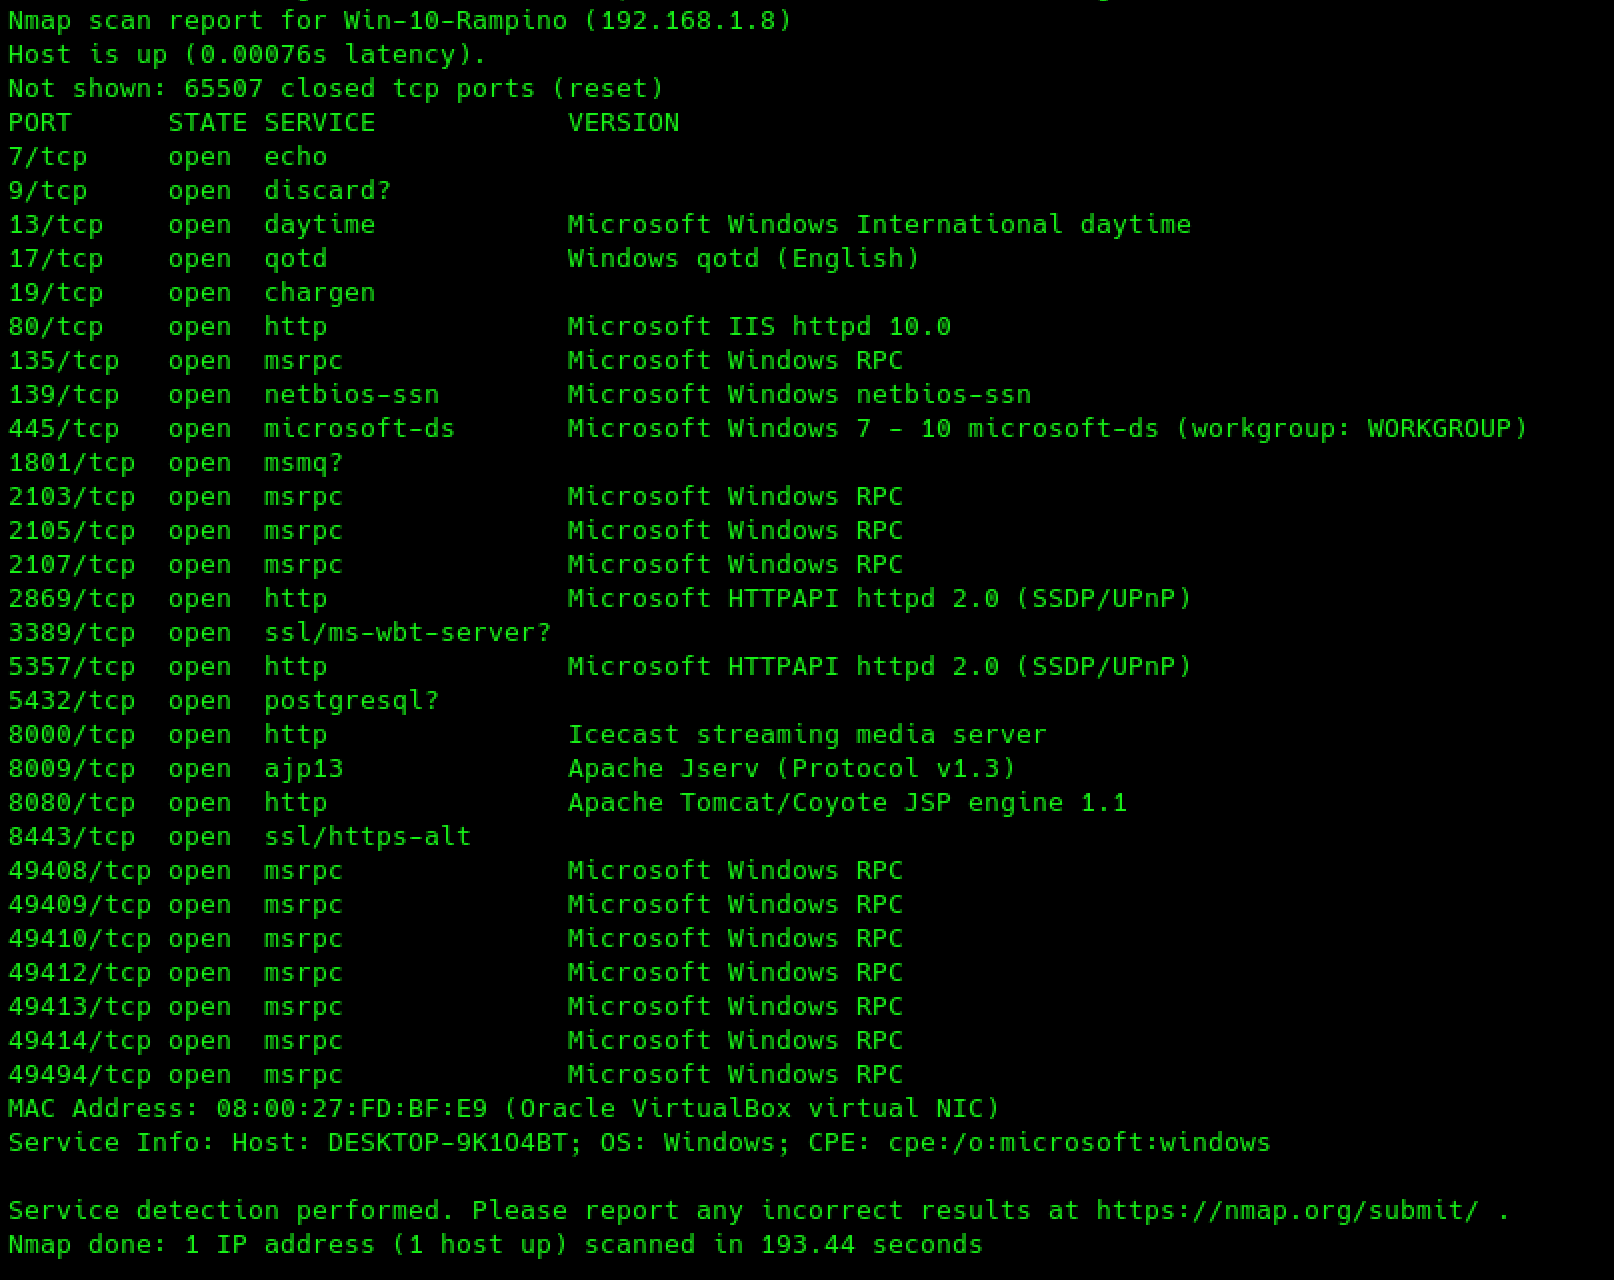 Nmap scan report for Win-10-Rampino (192.168.1.8)
Host is up (0.00076s latency).
Not shown: 65507 closed tcp ports (reset)
PORT      STATE SERVICE            VERSION
7/tcp     open  echo
9/tcp     open  discard?
13/tcp    open  daytime            Microsoft Windows International daytime
17/tcp    open  qotd               Windows qotd (English)
19/tcp    open  chargen
80/tcp    open  http               Microsoft IIS httpd 10.0
135/tcp   open  msrpc              Microsoft Windows RPC
139/tcp   open  netbios-ssn        Microsoft Windows netbios-ssn
445/tcp   open  microsoft-ds       Microsoft Windows 7 - 10 microsoft-ds (workgroup: WORKGROUP)
1801/tcp  open  msmq?
2103/tcp  open  msrpc              Microsoft Windows RPC
2105/tcp  open  msrpc              Microsoft Windows RPC
2107/tcp  open  msrpc              Microsoft Windows RPC
2869/tcp  open  http               Microsoft HTTPAPI httpd 2.0 (SSDP/UPnP)
3389/tcp  open  ssl/ms-wbt-server?
5357/tcp  open  http               Microsoft HTTPAPI httpd 2.0 (SSDP/UPnP)
5432/tcp  open  postgresql?
8000/tcp  open  http               Icecast streaming media server
8009/tcp  open  ajp13              Apache Jserv (Protocol v1.3)
8080/tcp  open  http               Apache Tomcat/Coyote JSP engine 1.1
8443/tcp  open  ssl/https-alt
49408/tcp open  msrpc              Microsoft Windows RPC
49409/tcp open  msrpc              Microsoft Windows RPC
49410/tcp open  msrpc              Microsoft Windows RPC
49412/tcp open  msrpc              Microsoft Windows RPC
49413/tcp open  msrpc              Microsoft Windows RPC
49414/tcp open  msrpc              Microsoft Windows RPC
49494/tcp open  msrpc              Microsoft Windows RPC
MAC Address: 08:00:27:FD:BF:E9 (Oracle VirtualBox virtual NIC)
Service Info: Host: DESKTOP-9K1O4BT; OS: Windows; CPE: cpe:/o:microsoft:windows
Service detection performed. Please report any incorrect results at https://nmap.org/submit/ .
Nmap done: 1 IP address (1 host up) scanned in 193.44 seconds